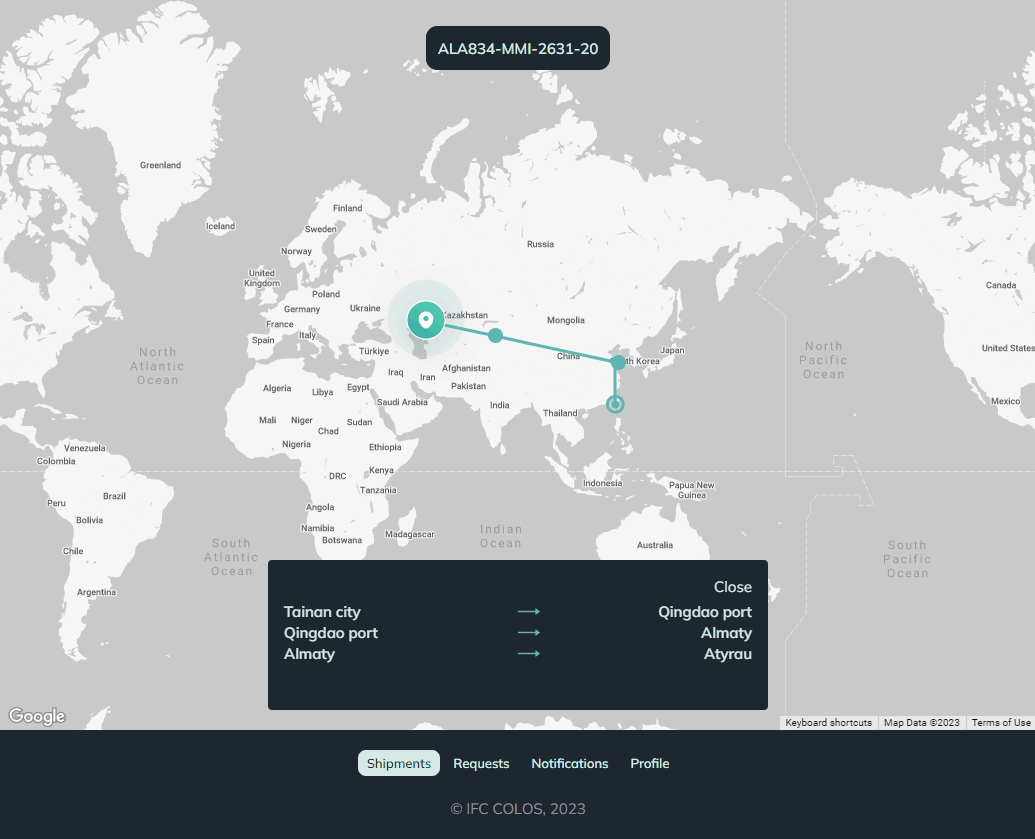 ALA834-MMI-2631-20
Greenland
Iceland
Finland
Sweden
Norway
Russia
United
Kingdom
Poland
Germany
Ukraine
Kazakhstan
Mongolia
France
Italy
Spain
Türkiye
China
th Korea
Japan
Canada
United States
North
Atlantic
Ocean
North
Pacific
Ocean
Iraq
Iran
Afghanistan
Pakistan
Algeria
Libya
Egypt
Saudi Arabia
India
Thailand
Mexico
Mali
Niger
Chad
Sudan
Nigeria
Ethiopia
Venezuela
Colombia
DRC
Kenya
Tanzania
Indonesia
Papua New
Guinea
Peru
Brazil
Bolivia
Angola
Namibia
Botswana
Madagascar
Chile
South
Atlantic
Ocean
Indian
Ocean
Australia
South
Pacific
Ocean
Argentina
Close
Tainan city Qingdao port
Qingdao port Almaty
Almaty Atyrau
Google
Keyboard shortcuts Map Data ©2023 Terms of Use
Shipments Requests Notifications Profile
© IFC COLOS, 2023